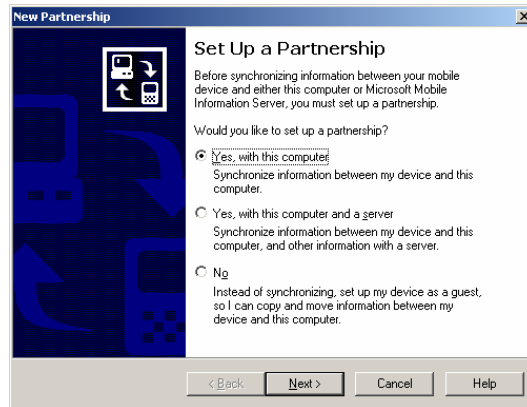 New Partnership
Set Up a Partnership
Before synchronizing information between your mobile
device and either this computer or Microsoft Mobile
Information Server, you must set up a partnership.
Would you like to set up a partnership?
Yes, with this computer
Synchronize information between my device and this
computer.
Yes, with this computer and a server
Synchronize information between my device and this
computer, and other information with a server.
No
Instead of synchronizing, set up my device as a guest,
so I can copy and move information between my
device and this computer.
< Back Next > Cancel Help